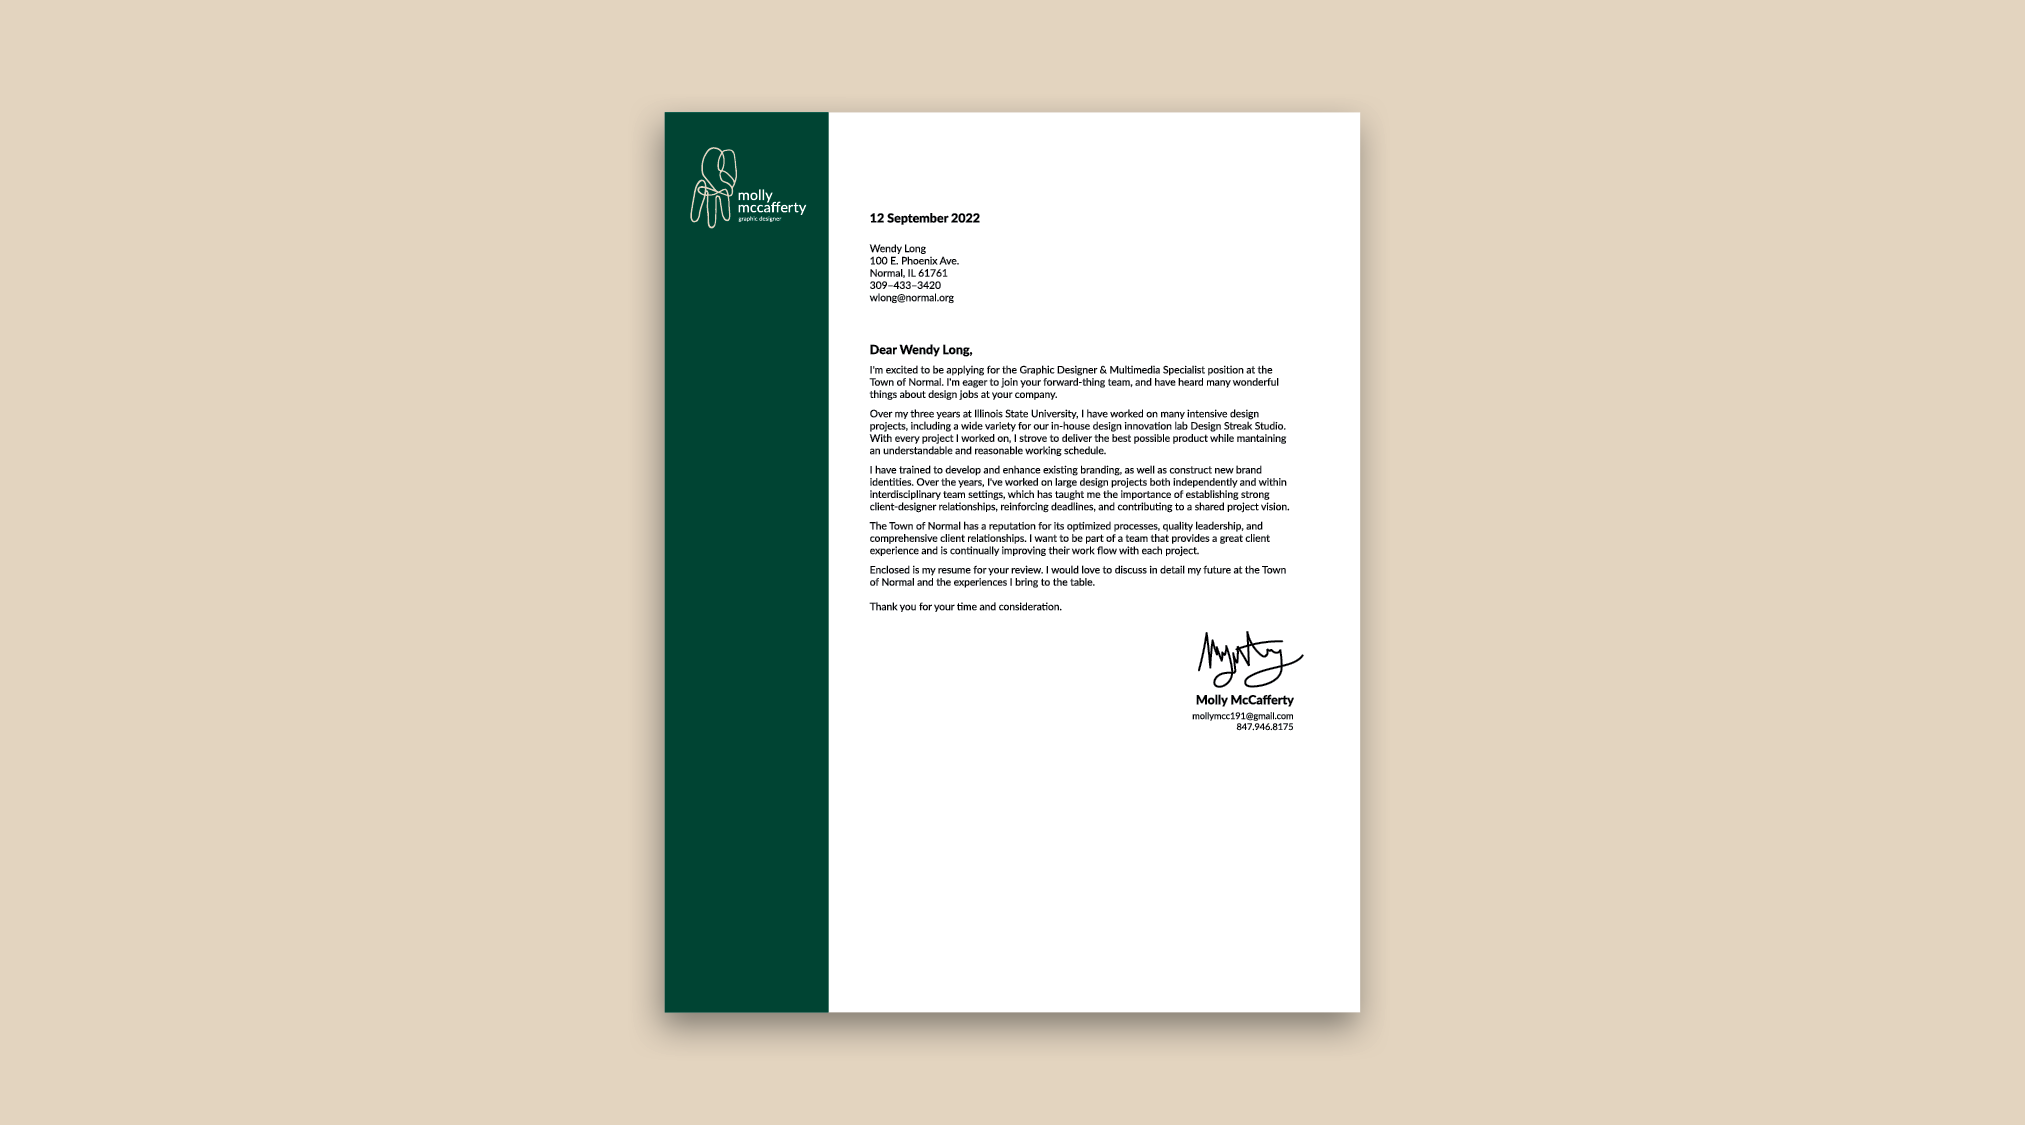 molly
mccafferty
graphic designer
12 September 2022
Wendy Long
100 E. Phoenix Ave.
Normal, IL 61761
309–433–3420
wlong@normal.org
Dear Wendy Long,
I'm excited to be applying for the Graphic Designer & Multimedia Specialist position at the
Town of Normal. I'm eager to join your forward-thing team, and have heard many wonderful
things about design jobs at your company.
Over my three years at Illinois State University, I have worked on many intensive design
projects, including a wide variety for our in-house design innovation lab Design Streak Studio.
With every project I worked on, I strove to deliver the best possible product while mantaining
an understandable and reasonable working schedule.
I have trained to develop and enhance existing branding, as well as construct new brand
identities. Over the years, I've worked on large design projects both independently and within
interdisciplinary team settings, which has taught me the importance of establishing strong
client-designer relationships, reinforcing deadlines, and contributing to a shared project vision.
The Town of Normal has a reputation for its optimized processes, quality leadership, and
comprehensive client relationships. I want to be part of a team that provides a great client
experience and is continually improving their work flow with each project.
Enclosed is my resume for your review. I would love to discuss in detail my future at the Town
of Normal and the experiences I bring to the table.
Thank you for your time and consideration.
Molly McCafferty
mollymcc191@gmail.com
847.946.8175